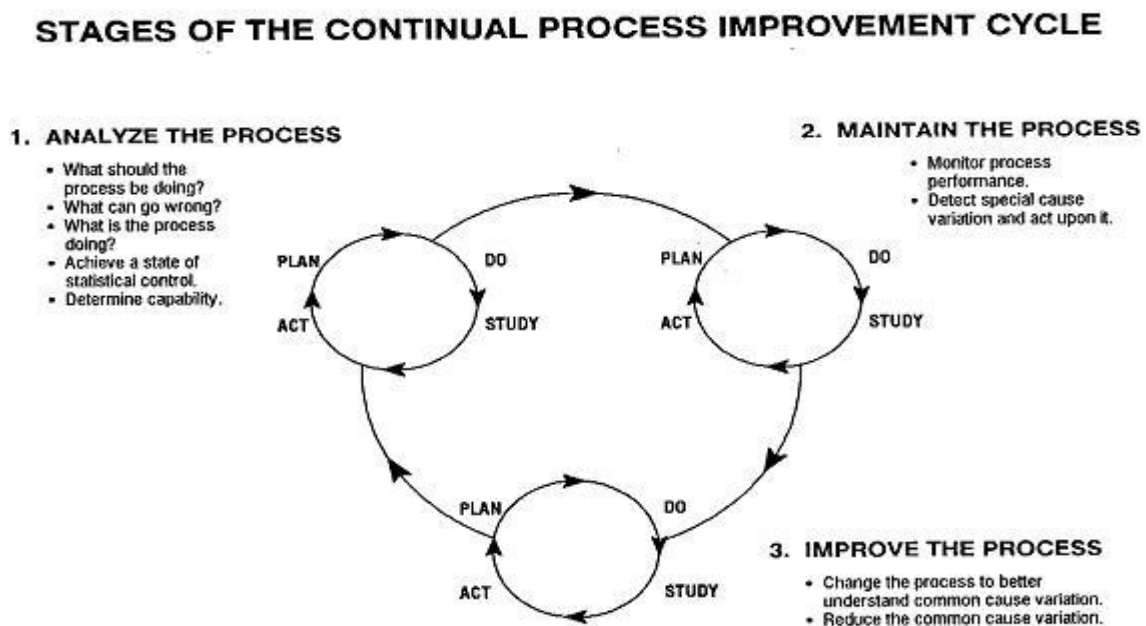 STAGES OF THE CONTINUAL PROCESS IMPROVEMENT CYCLE
1. ANALYZE THE PROCESS
• What should the
process be doing?
• What can go wrong?
• What is the process
doing?
• Achieve a state of
statistical control.
• Determine capability.
2. MAINTAIN THE PROCESS
• Monitor process
performance.
• Detect special cause
variation and act upon it.
PLAN
DO
ACT
STUDY
PLAN
DO
ACT
STUDY
PLAN
DO
ACT
STUDY
3. IMPROVE THE PROCESS
• Change the process to better
understand common cause variation.
• Reduce the common cause variation.